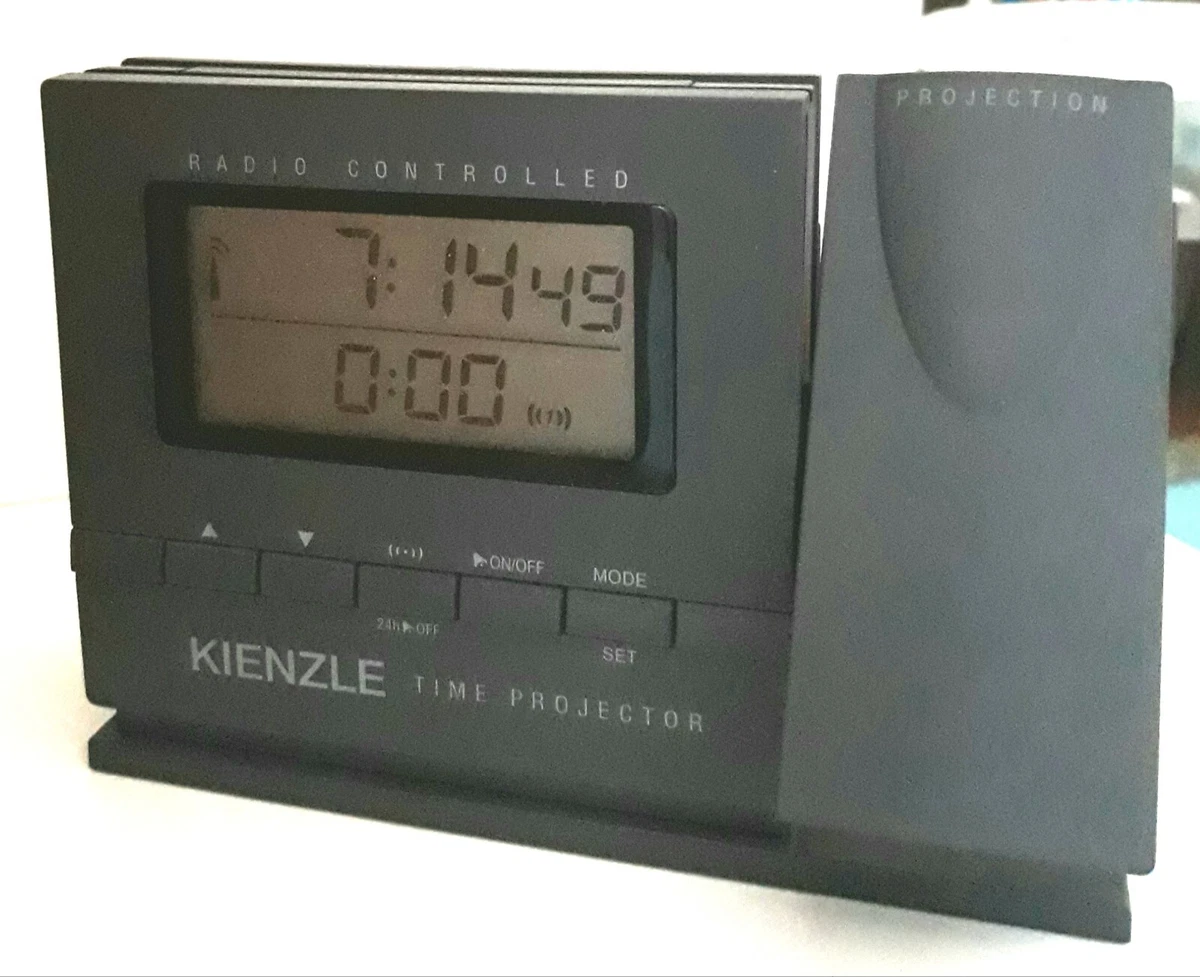 PROJECTION
RADIO CONTROLLED
7:14 49
0:00
ON/OFF
MODE
24h OFF
SET
KIENZLE TIME PROJECTOR